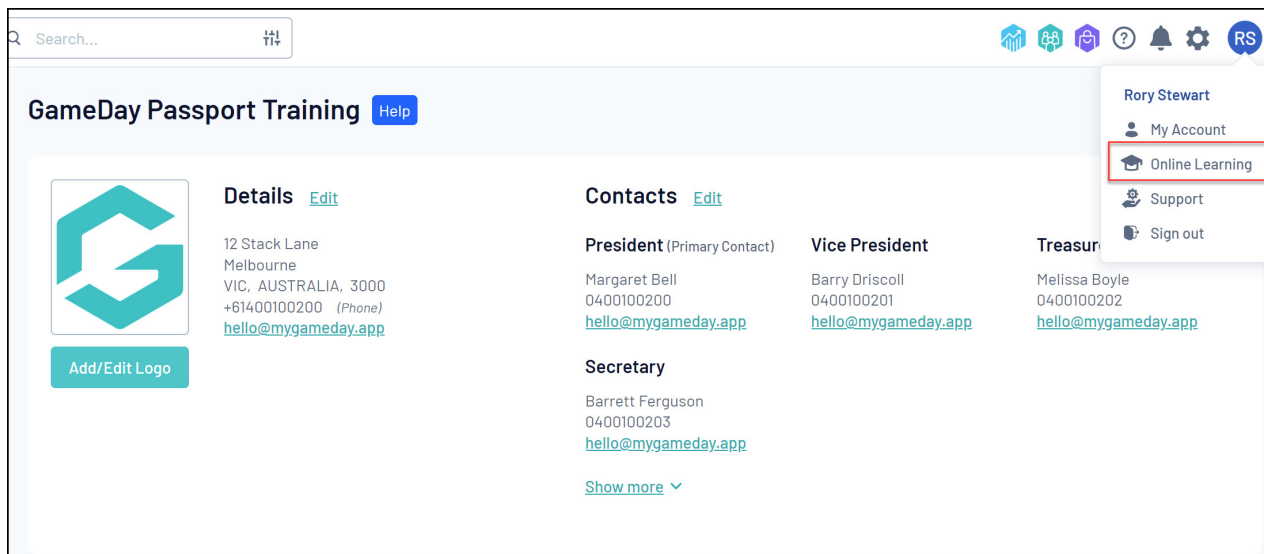 Search...
RS
GameDay Passport Training Help
Rory Stewart
My Account
Online Learning
Support
Sign out
Add/Edit Logo
Details Edit
12 Stack Lane
Melbourne
VIC, AUSTRALIA, 3000
+61400100200 (Phone)
hello@mygameday.app
Contacts Edit
President (Primary Contact)
Margaret Bell
0400100200
hello@mygameday.app
Vice President
Barry Driscoll
0400100201
hello@mygameday.app
Treasur
Melissa Boyle
0400100202
hello@mygameday.app
Secretary
Barrett Ferguson
0400100203
hello@mygameday.app
Show more